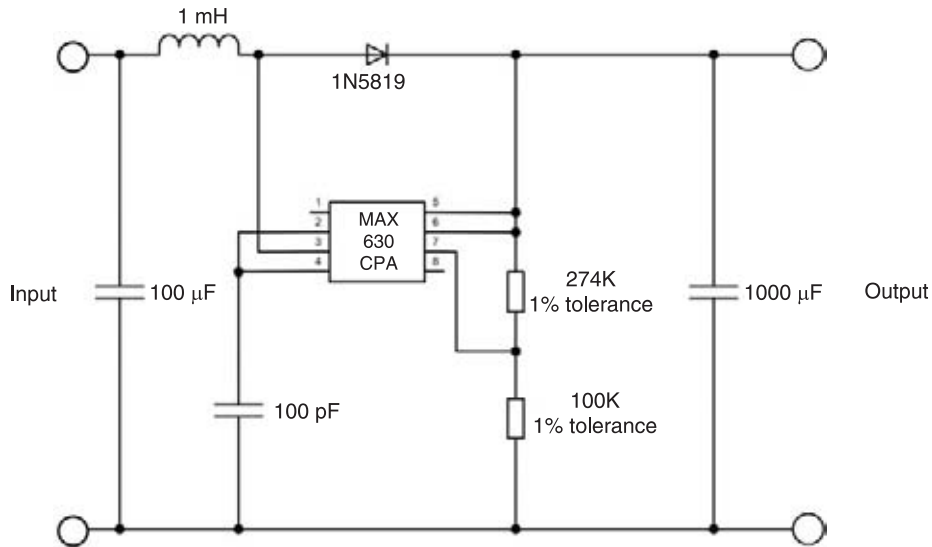 1 mH
1N5819
1
2
3
4
MAX
630
CPA
5
6
7
8
Input
100 μF
274K
1% tolerance
1000 μF
Output
100 pF
100K
1% tolerance